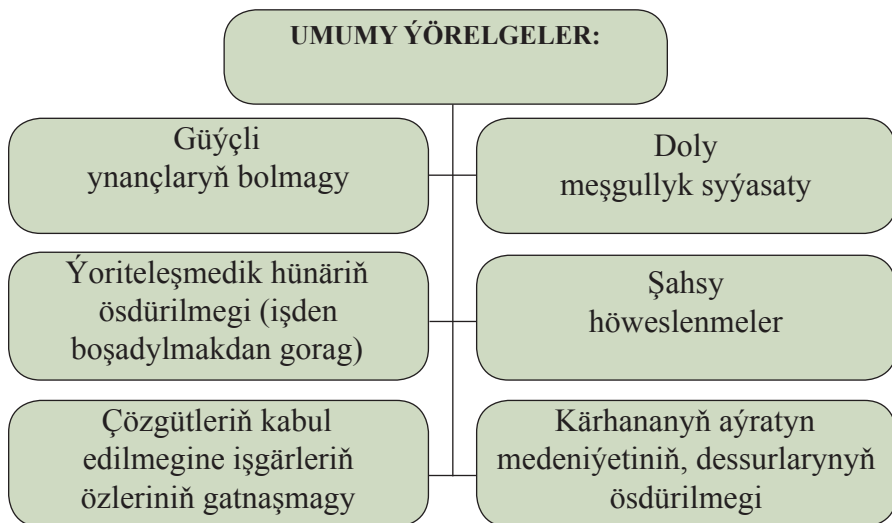 UMUMY ÝÖRELGELER:
Güýçli
ynançlaryň bolmagy
Doly
meşgullyk syýasaty
Ýoriteleşmedik hünäriň
ösdürilmegi (işden
boşadylmakdan gorag)
Şahsy
höweslenmeler
Çözgütleriň kabul
edilmegine işgärleriň
özleriniň gatnaşmagy
Kärhananyň aýratyn
medeniýetiniň, dessurlarynyň
ösdürilmegi